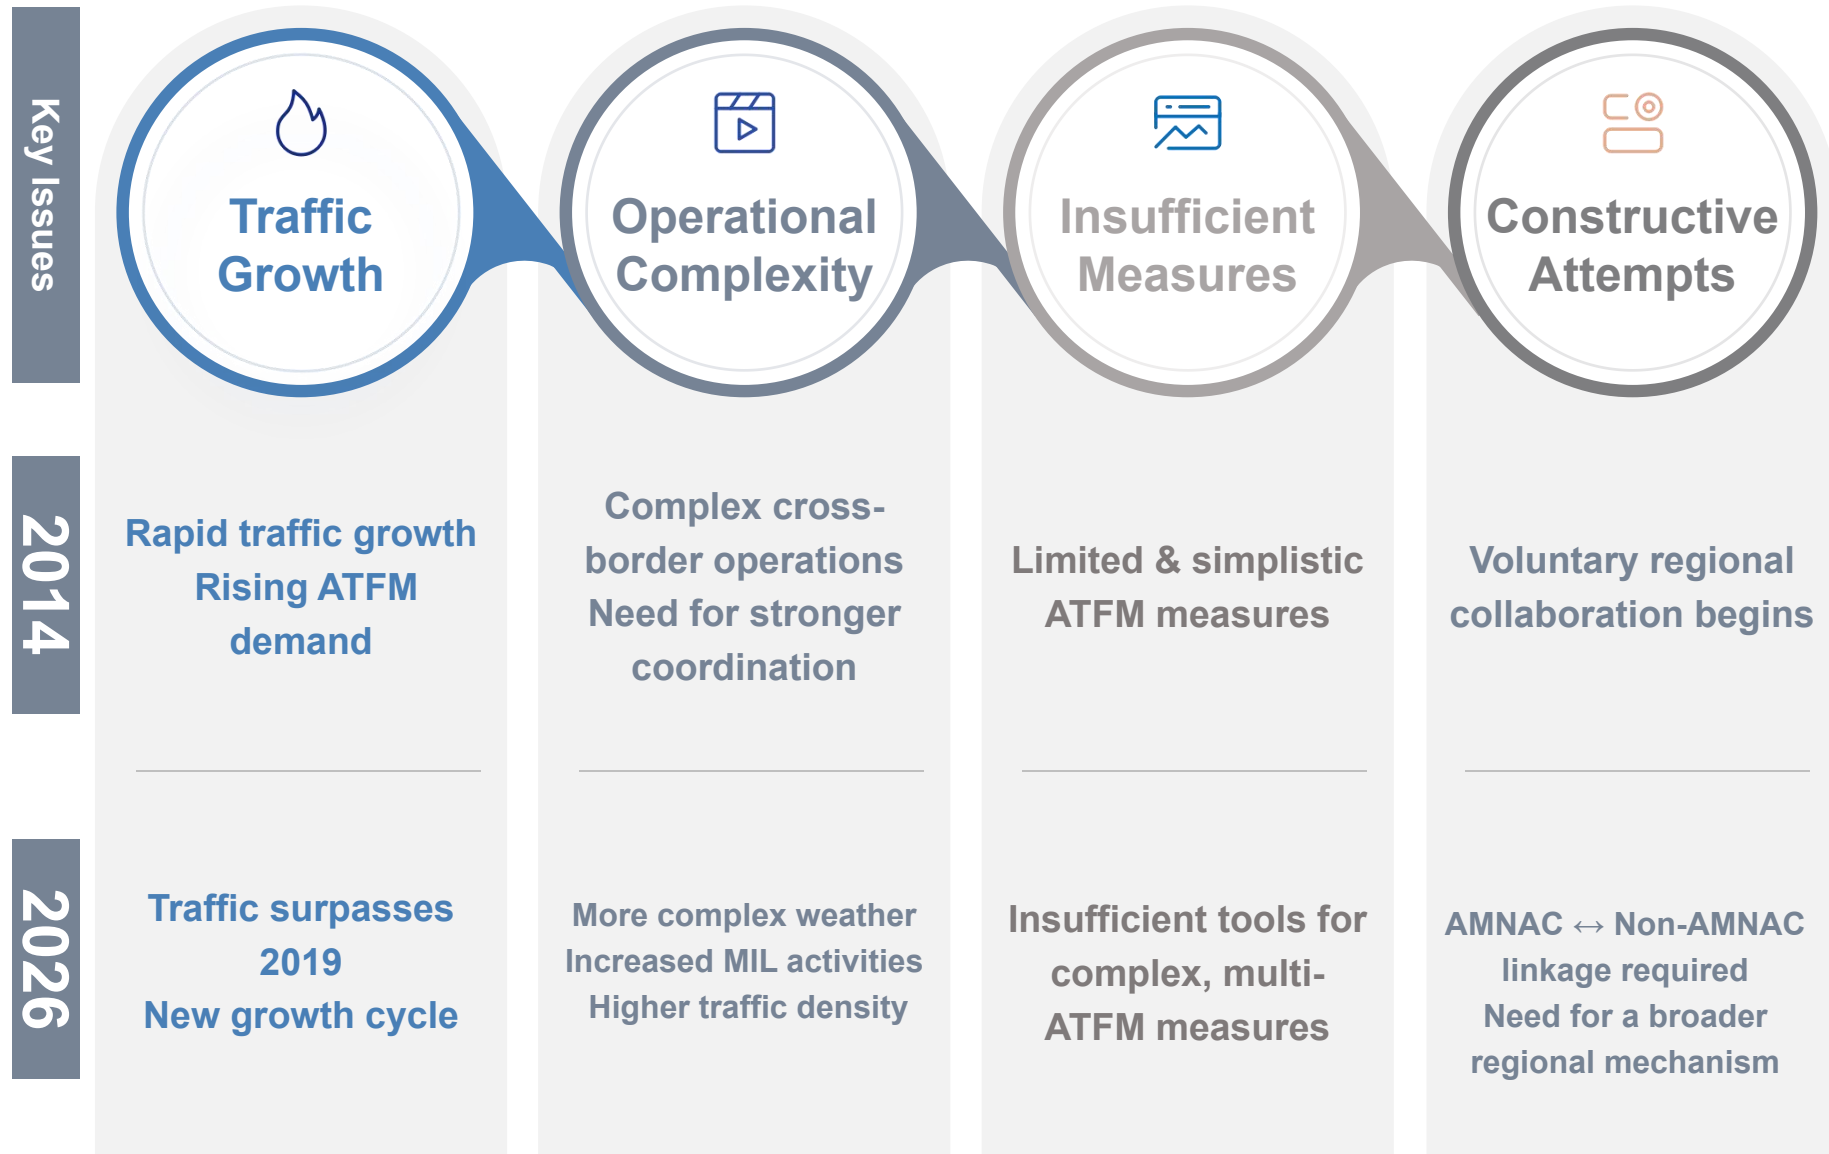 Key Issues
Traffic
Growth
Operational
Complexity
Insufficient
Measures
Constructive
Attempts
2014
Rapid traffic growth
Rising ATFM
demand
Complex cross-
border operations
Need for stronger
coordination
Limited & simplistic
ATFM measures
Voluntary regional
collaboration begins
2026
Traffic surpasses
2019
New growth cycle
More complex weather
Increased MIL activities
Higher traffic density
Insufficient tools for
complex, multi-
ATFM measures
AMNAC ↔ Non-AMNAC
linkage required
Need for a broader
regional mechanism